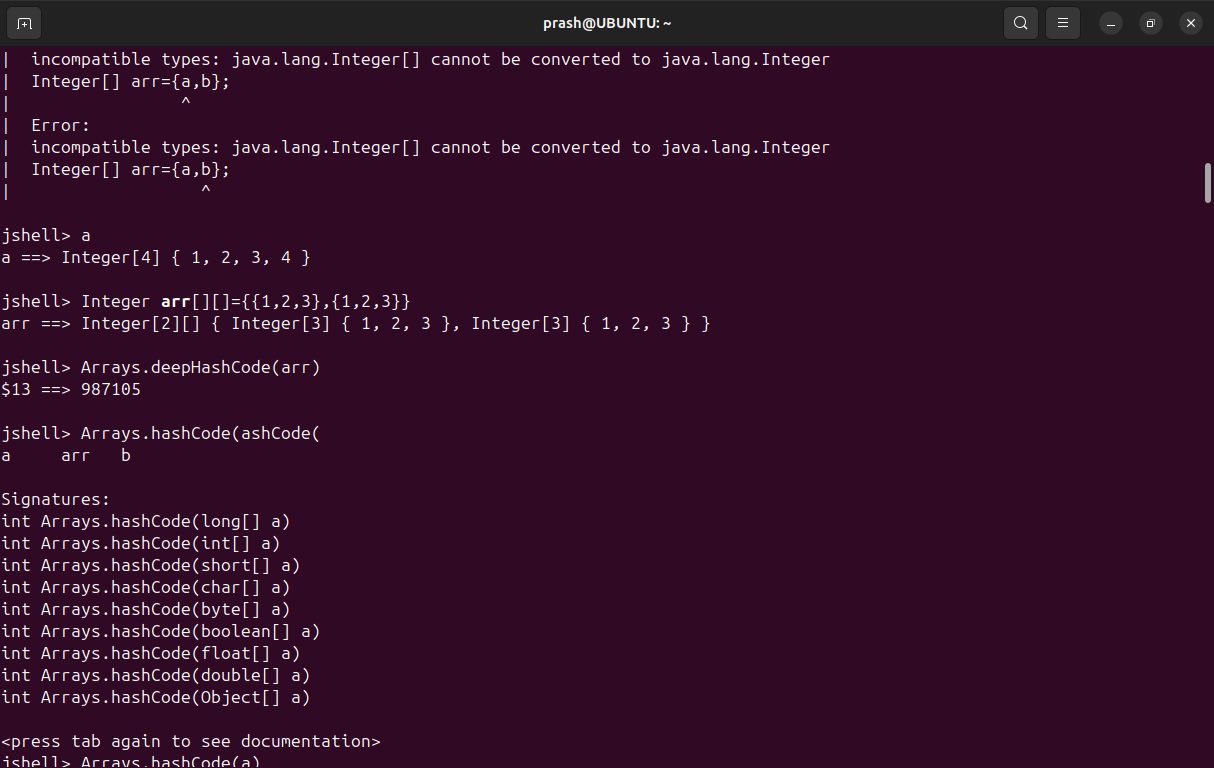 prash@UBUNTU: ~
|  incompatible types: java.lang.Integer[] cannot be converted to java.lang.Integer
|  Integer[] arr={a,b};
|                 ^
|  Error:
|  incompatible types: java.lang.Integer[] cannot be converted to java.lang.Integer
|  Integer[] arr={a,b};
|                   ^
jshell> a
a ==> Integer[4] { 1, 2, 3, 4 }
jshell> Integer arr[][]={{1,2,3},{1,2,3}}
arr ==> Integer[2][] { Integer[3] { 1, 2, 3 }, Integer[3] { 1, 2, 3 } }
jshell> Arrays.deepHashCode(arr)
$13 ==> 987105
jshell> Arrays.hashCode(ashCode(
a     arr   b
Signatures:
int Arrays.hashCode(long[] a)
int Arrays.hashCode(int[] a)
int Arrays.hashCode(short[] a)
int Arrays.hashCode(char[] a)
int Arrays.hashCode(byte[] a)
int Arrays.hashCode(boolean[] a)
int Arrays.hashCode(float[] a)
int Arrays.hashCode(double[] a)
int Arrays.hashCode(Object[] a)
<press tab again to see documentation>
jshell> Arrays.hashCode(a)